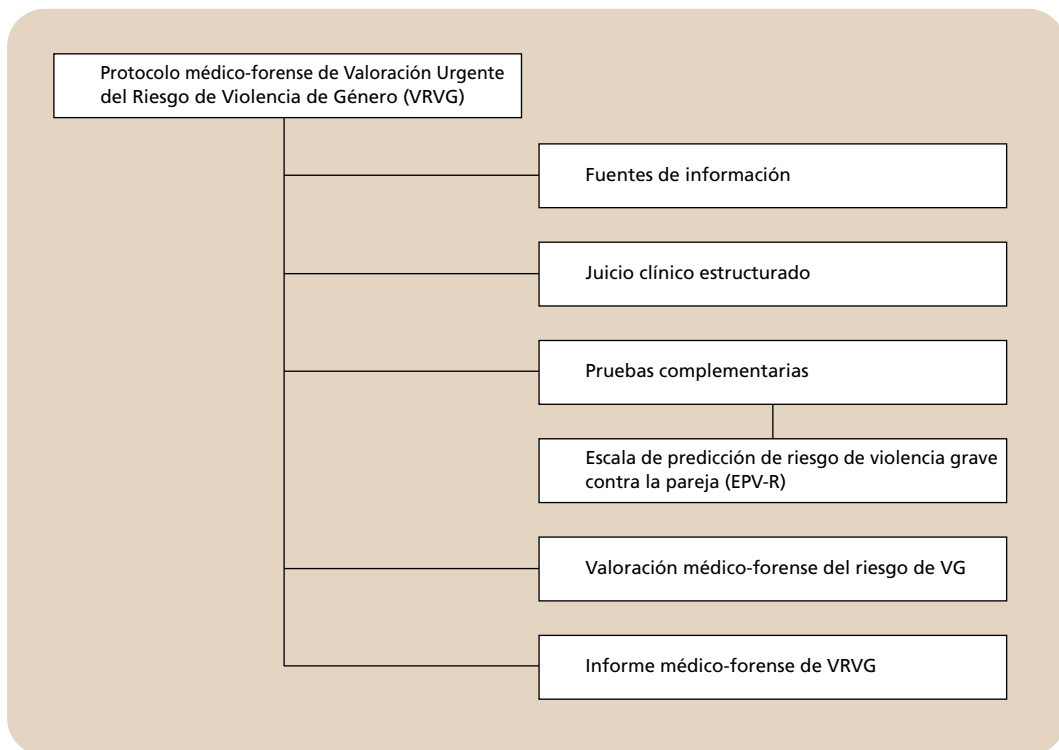 Protocolo médico-forense de Valoración Urgente
del Riesgo de Violencia de Género (VRVG)
Fuentes de información
Juicio clínico estructurado
Pruebas complementarias
Escala de predicción de riesgo de violencia grave
contra la pareja (EPV-R)
Valoración médico-forense del riesgo de VG
Informe médico-forense de VRVG